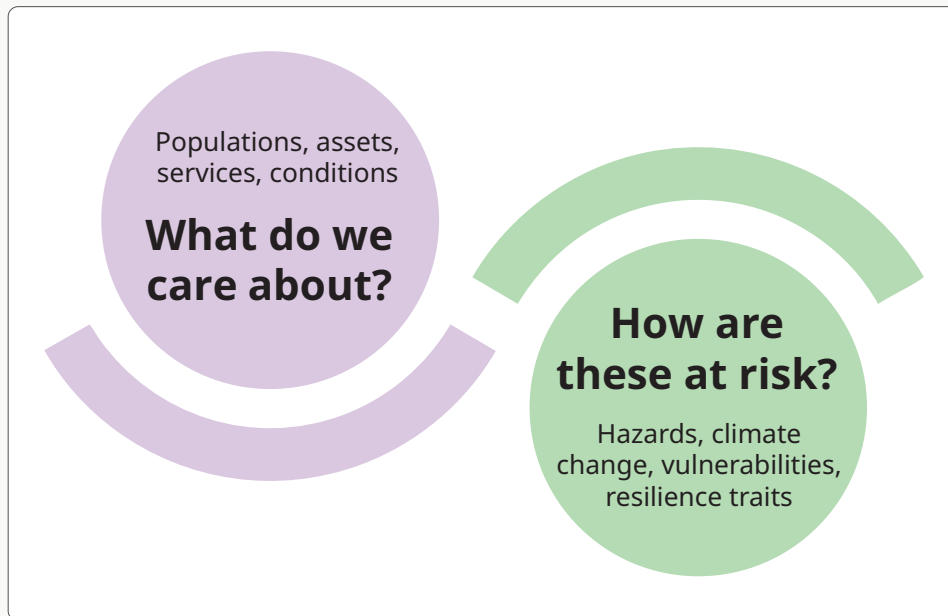 Populations, assets,
services, conditions
What do we
care about?
How are
these at risk?
Hazards, climate
change, vulnerabilities,
resilience traits